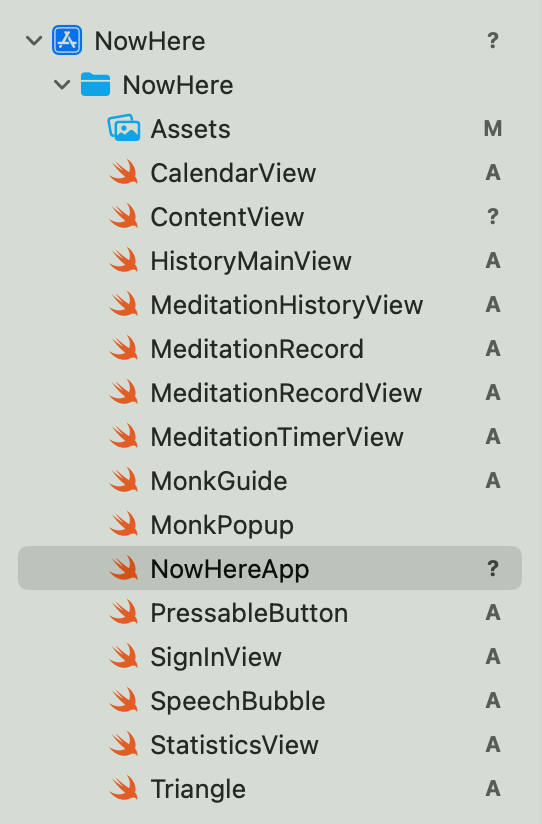 NowHere ?
NowHere
Assets M
CalendarView A
ContentView ?
HistoryMainView A
MeditationHistoryView A
MeditationRecord A
MeditationRecordView A
MeditationTimerView A
MonkGuide A
MonkPopup
NowHereApp ?
PressableButton A
SignInView A
SpeechBubble A
StatisticsView A
Triangle A